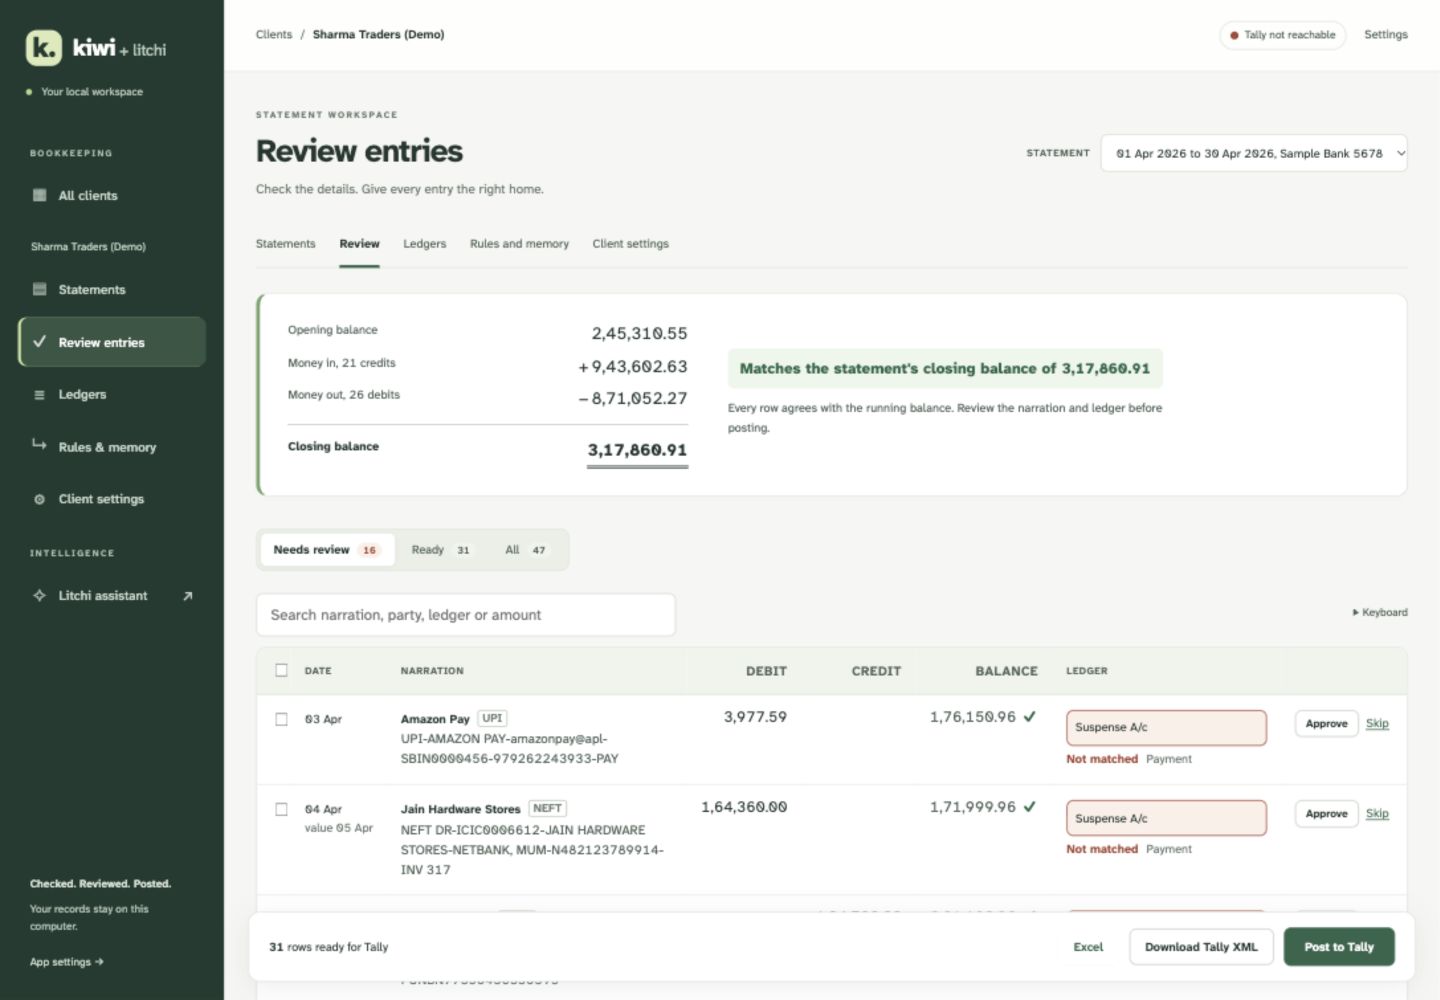 k. kiwi + litchi
Your local workspace
BOOKKEEPING
All clients
Sharma Traders (Demo)
Statements
Review entries
Ledgers
Rules & memory
Client settings
INTELLIGENCE
Litchi assistant
Checked. Reviewed. Posted.
Your records stay on this
computer.
App settings →
Clients / Sharma Traders (Demo)
Tally not reachable
Settings
STATEMENT WORKSPACE
Review entries
Check the details. Give every entry the right home.
STATEMENT
01 Apr 2026 to 30 Apr 2026, Sample Bank 5678
Statements Review Ledgers Rules and memory Client settings
Opening balance 2,45,310.55
Money in, 21 credits +9,43,602.63
Money out, 26 debits −8,71,052.27
Closing balance 3,17,860.91
Matches the statement's closing balance of 3,17,860.91
Every row agrees with the running balance. Review the narration and ledger before
posting.
Needs review 16 Ready 31 All 47
Search narration, party, ledger or amount
Keyboard
DATE NARRATION DEBIT CREDIT BALANCE LEDGER
03 Apr Amazon Pay UPI 3,977.59 1,76,150.96 ✓ Suspense A/c Approve Skip
UPI-AMAZON PAY-amazonpay@apl-
SBIN0000456-979262243933-PAY
Not matched Payment
04 Apr Jain Hardware Stores NEFT 1,64,360.00 1,71,999.96 ✓ Suspense A/c Approve Skip
value 05 Apr
NEFT DR-ICIC0006612-JAIN HARDWARE
STORES-NETBANK, MUM-N482123789914-
INV 317
Not matched Payment
31 rows ready for Tally
Excel
Download Tally XML
Post to Tally